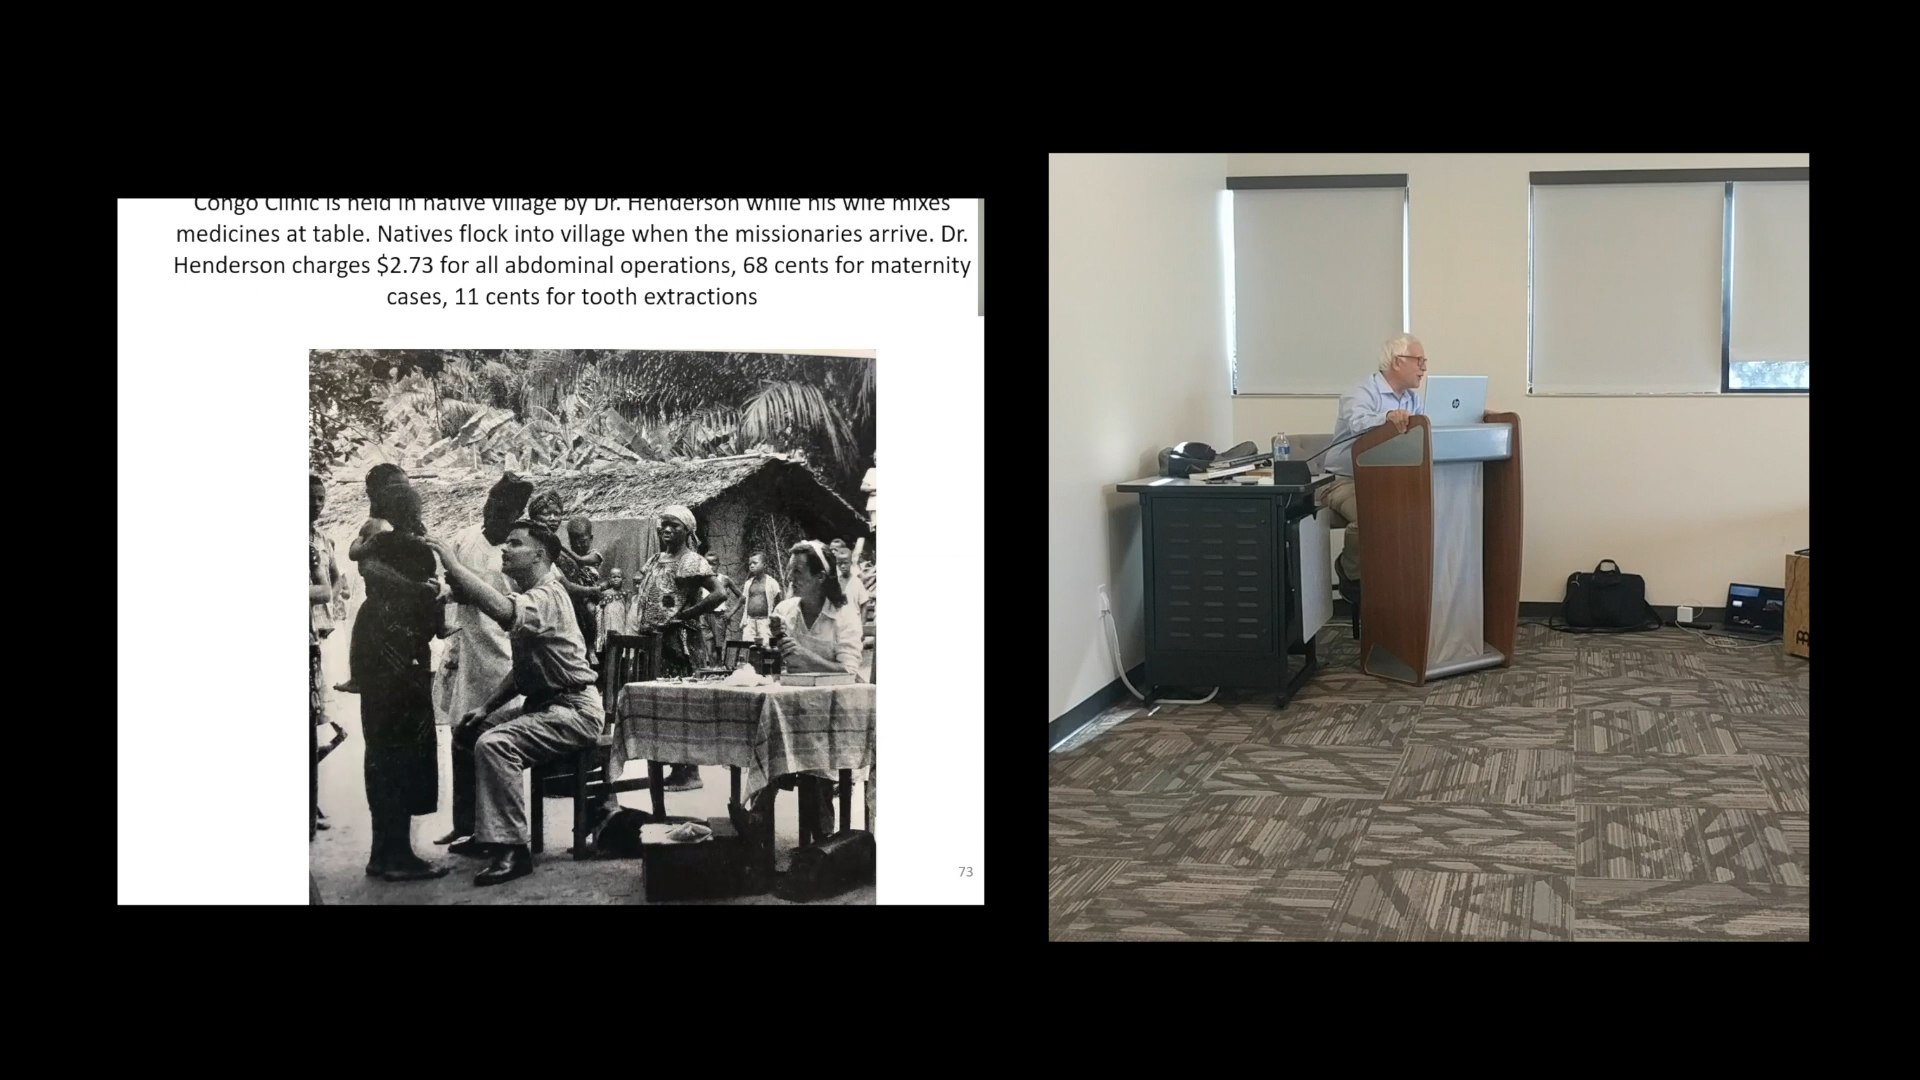 Congo Clinic is held in native village by Dr. Henderson while his wife mixes
medicines at table. Natives flock into village when the missionaries arrive. Dr.
Henderson charges $2.73 for all abdominal operations, 68 cents for maternity
cases, 11 cents for tooth extractions
73
hp